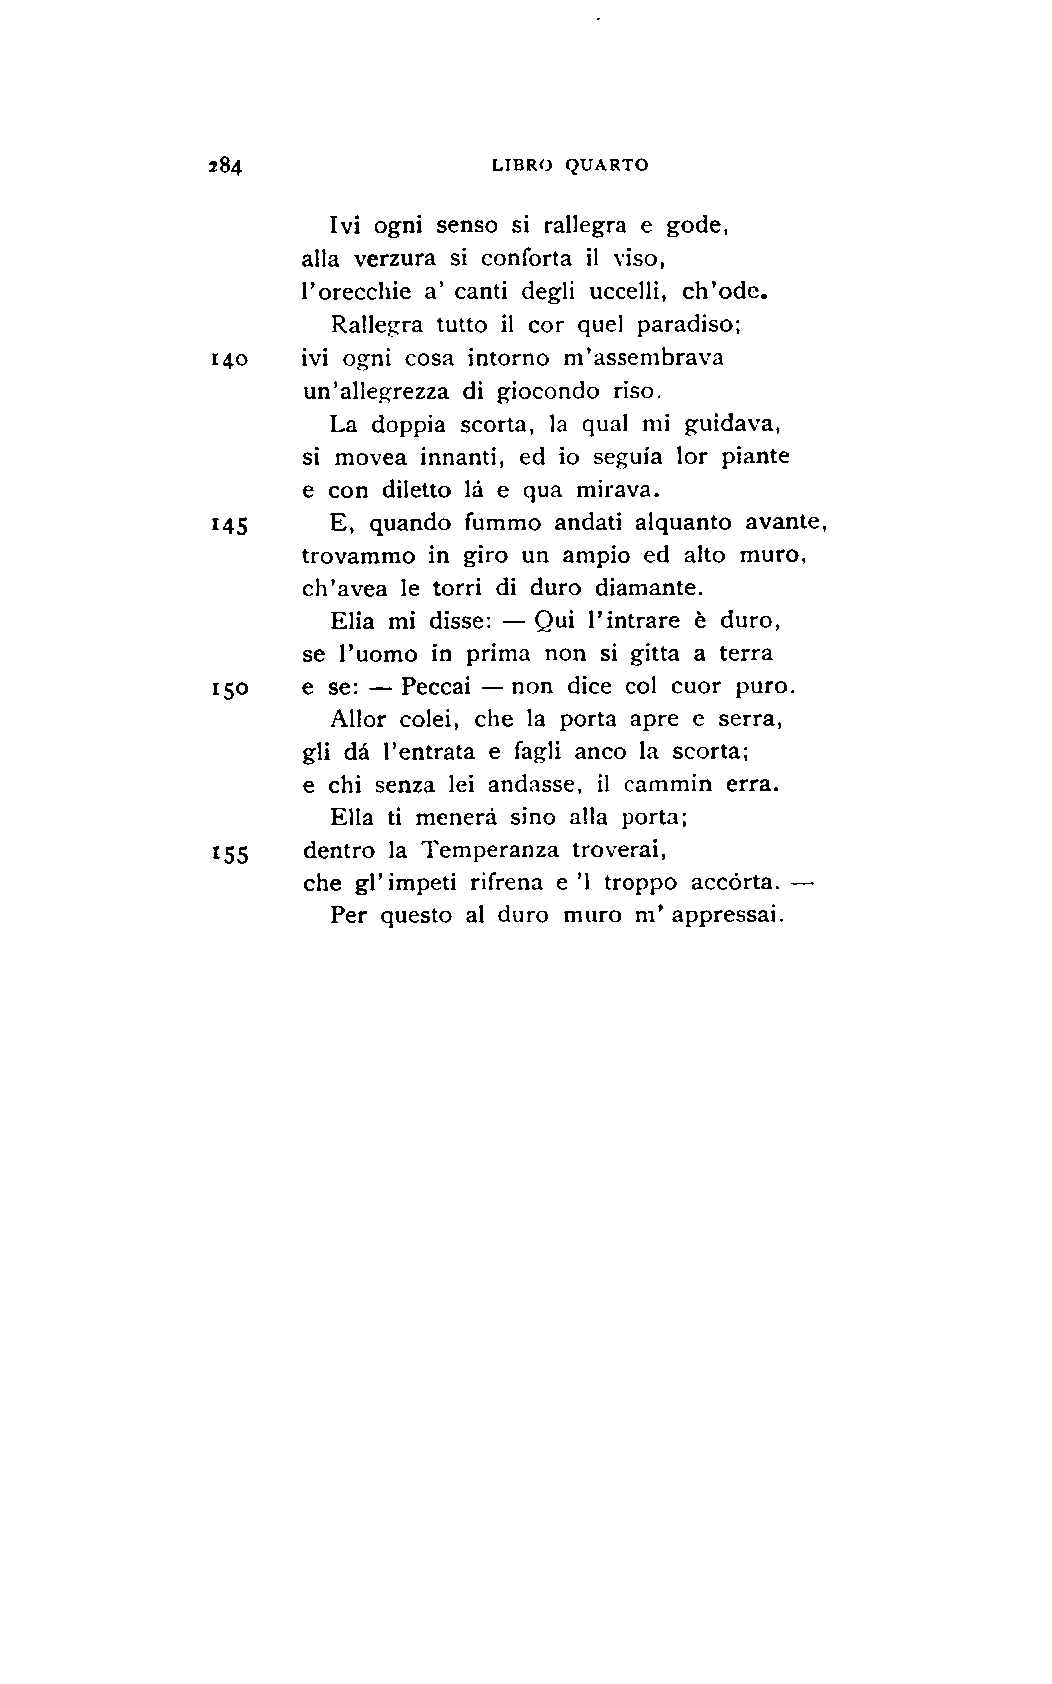 284 LIBRO QUARTO
Ivi ogni senso si rallegra e gode,
alla verzura si conforta il viso,
l'orecchie a' canti degli uccelli, ch'ode.
Rallegra tutto il cor quel paradiso;
140 ivi ogni cosa intorno m'assembrava
un'allegrezza di giocondo riso.
La doppia scorta, la qual mi guidava,
si movea innanti, ed io seguía lor piante
e con diletto lá e qua mirava.
145 E, quando fummo andati alquanto avante,
trovammo in giro un ampio ed alto muro,
ch'avea le torri di duro diamante.
Elia mi disse: — Qui l'intrare è duro,
se l'uomo in prima non si gitta a terra
150 e se: — Peccai — non dice col cuor puro.
Allor colei, che la porta apre e serra,
gli dá l'entrata e fagli anco la scorta;
e chi senza lei andasse, il cammin erra.
Ella ti menerá sino alla porta;
155 dentro la Temperanza troverai,
che gl'impeti rifrena e 'l troppo accórta. —
Per questo al duro muro m'appressai.